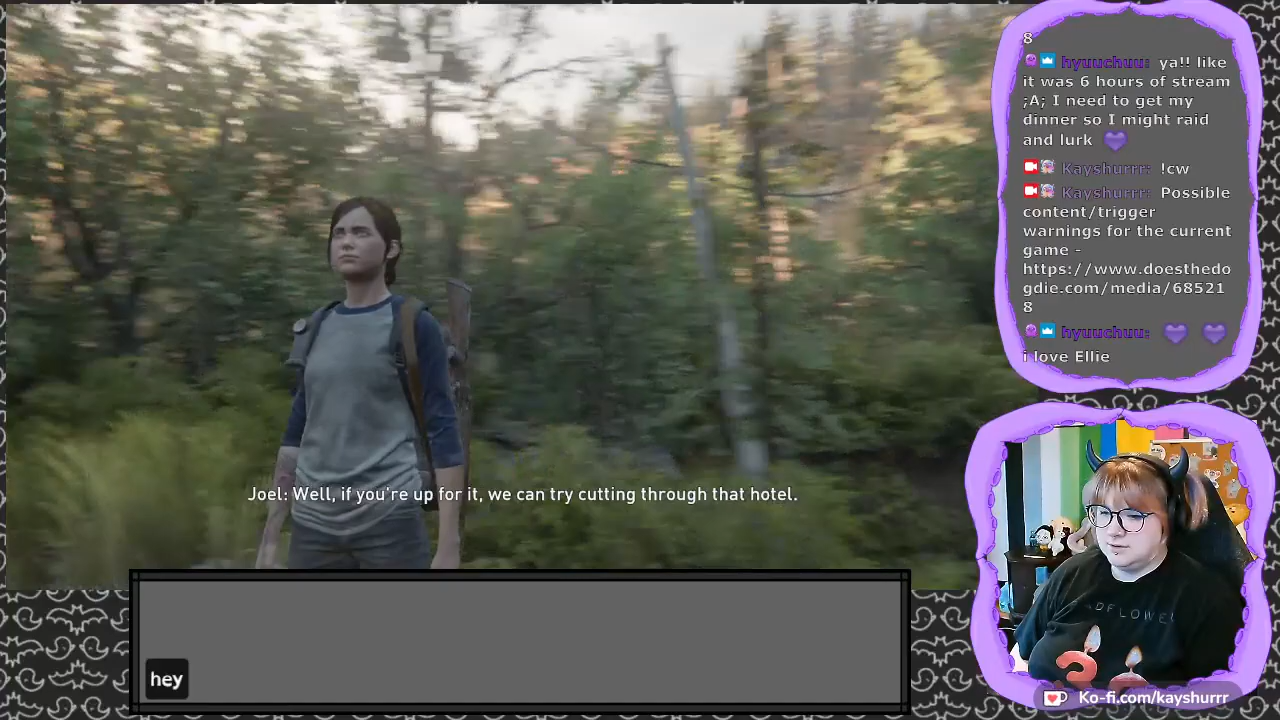 8
hyuuchuu: ya!! like
it was 6 hours of stream
;A; I need to get my
dinner so I might raid
and lurk
Kayshurrr: !cw
Kayshurrr: Possible
content/trigger
warnings for the current
game -
https://www.doesthedo
gdie.com/media/68521
8
hyuuchuu:
i love Ellie
Joel: Well, if you're up for it, we can try cutting through that hotel.
hey
Ko-fi.com/kayshurrr